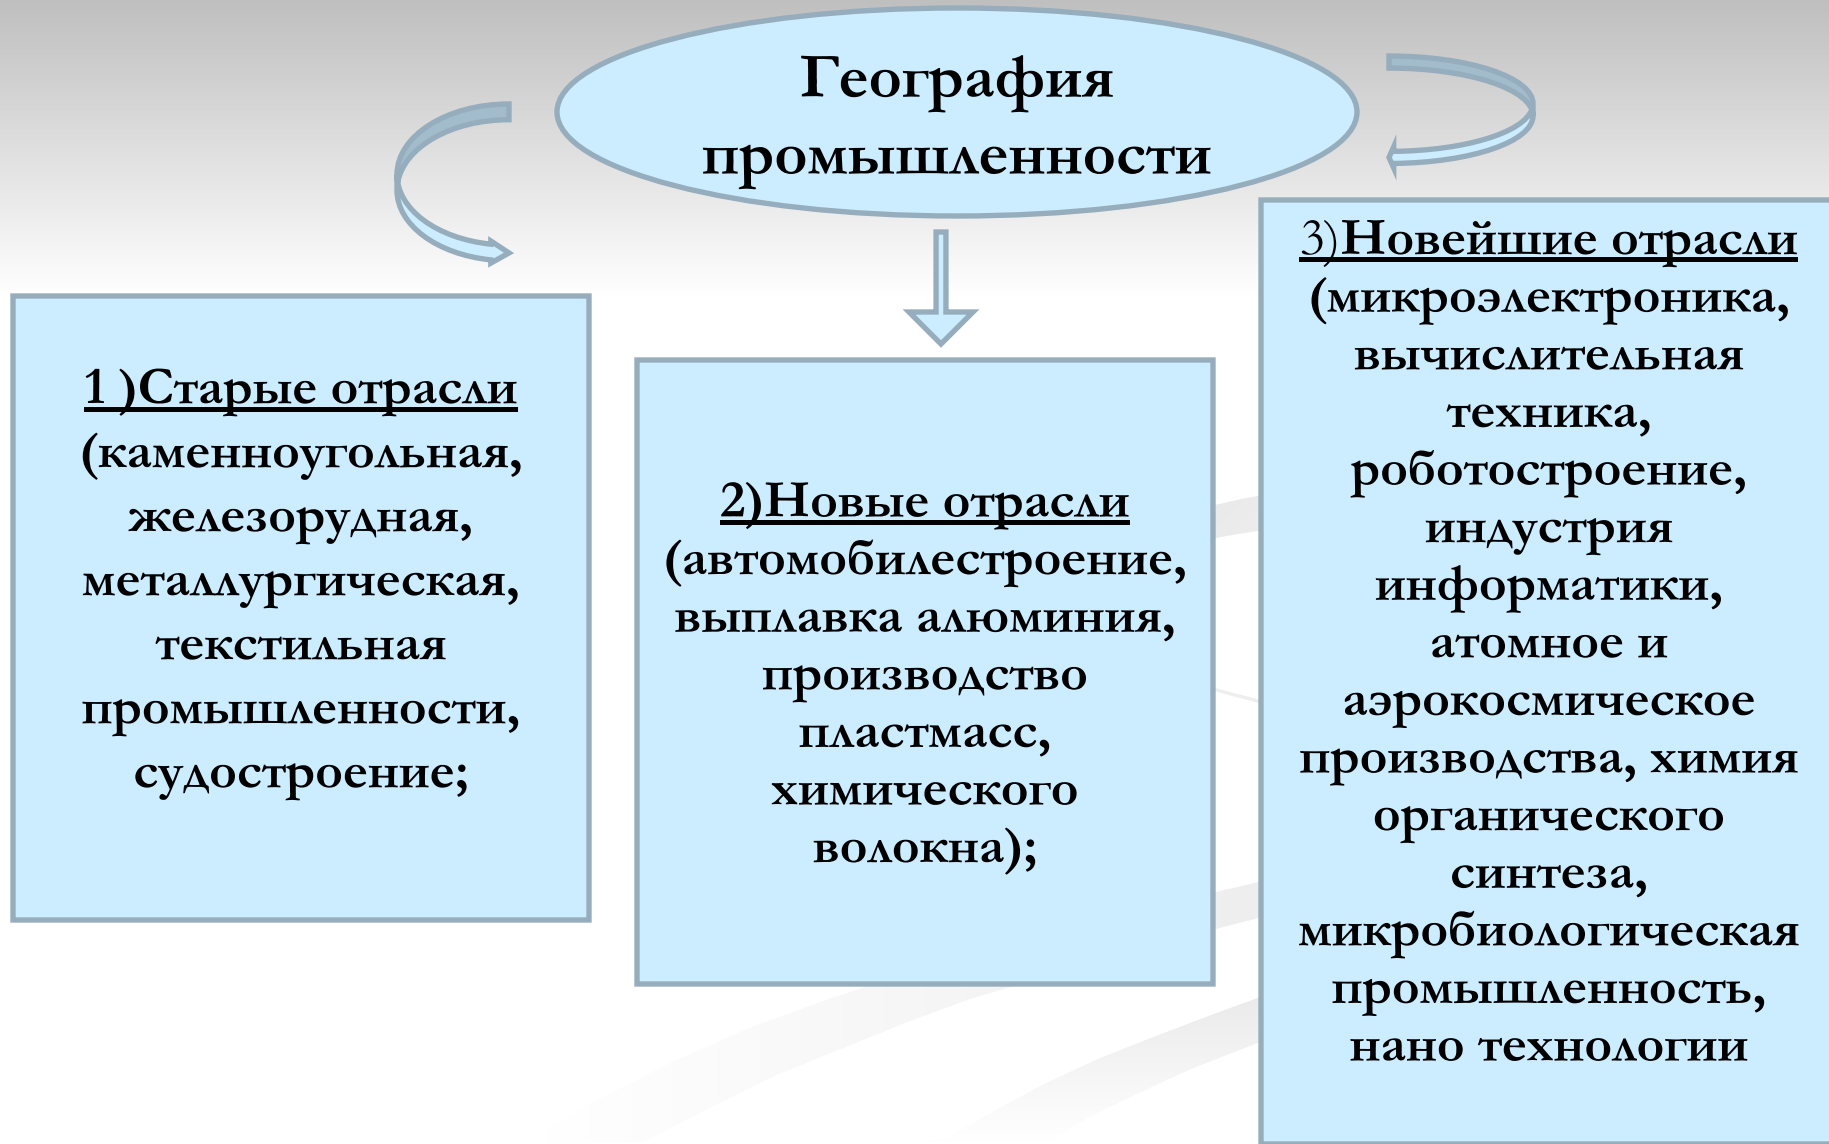 География
промышленности
1 )Старые отрасли
(каменноугольная,
железорудная,
металлургическая,
текстильная
промышленности,
судостроение;
2)Новые отрасли
(автомобилестроение,
выплавка алюминия,
производство
пластмасс,
химического
волокна);
3)Новейшие отрасли
(микроэлектроника,
вычислительная
техника,
роботостроение,
индустрия
информатики,
атомное и
аэрокосмическое
производства, химия
органического
синтеза,
микробиологическая
промышленность,
нано технологии